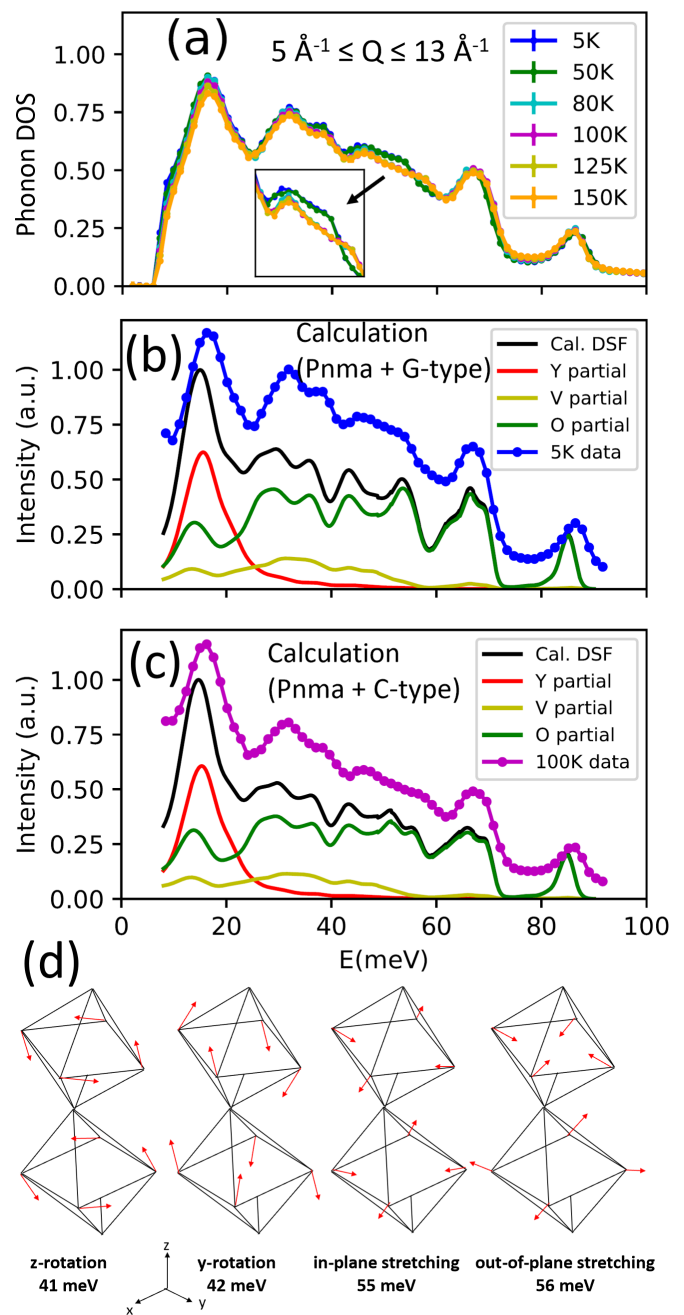 (a)
5 Å⁻¹ ≤ Q ≤ 13 Å⁻¹
5K
50K
80K
100K
125K
150K
Phonon DOS
1.00
0.75
0.50
0.25
0.00
(b)
Calculation
(Pnma + G-type)
Cal. DSF
Y partial
V partial
O partial
5K data
Intensity (a.u.)
1.00
0.75
0.50
0.25
0.00
(c)
Calculation
(Pnma + C-type)
Cal. DSF
Y partial
V partial
O partial
100K data
Intensity (a.u.)
1.00
0.75
0.50
0.25
0.00
0 20 40 60 80 100
E(meV)
(d)
z-rotation y-rotation in-plane stretching out-of-plane stretching
41 meV 42 meV 55 meV 56 meV
z
x
y